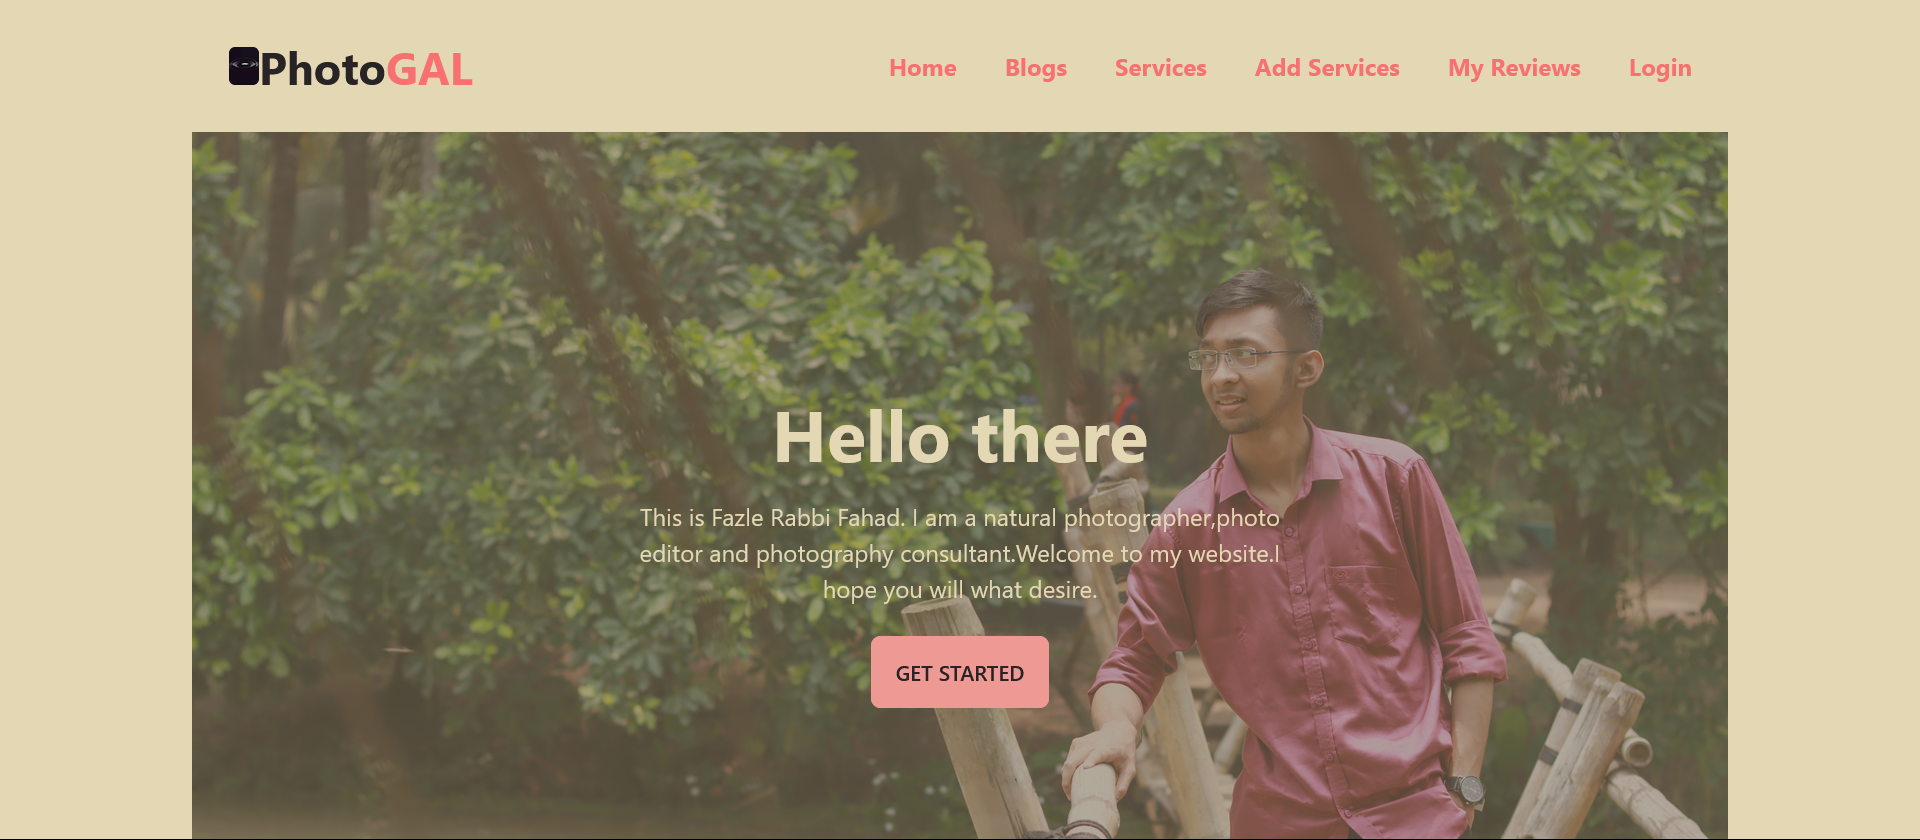 PhotoGAL
Home Blogs Services Add Services My Reviews Login
Hello there
This is Fazle Rabbi Fahad. I am a natural photographer,photo
editor and photography consultant.Welcome to my website.I
hope you will what desire.
GET STARTED